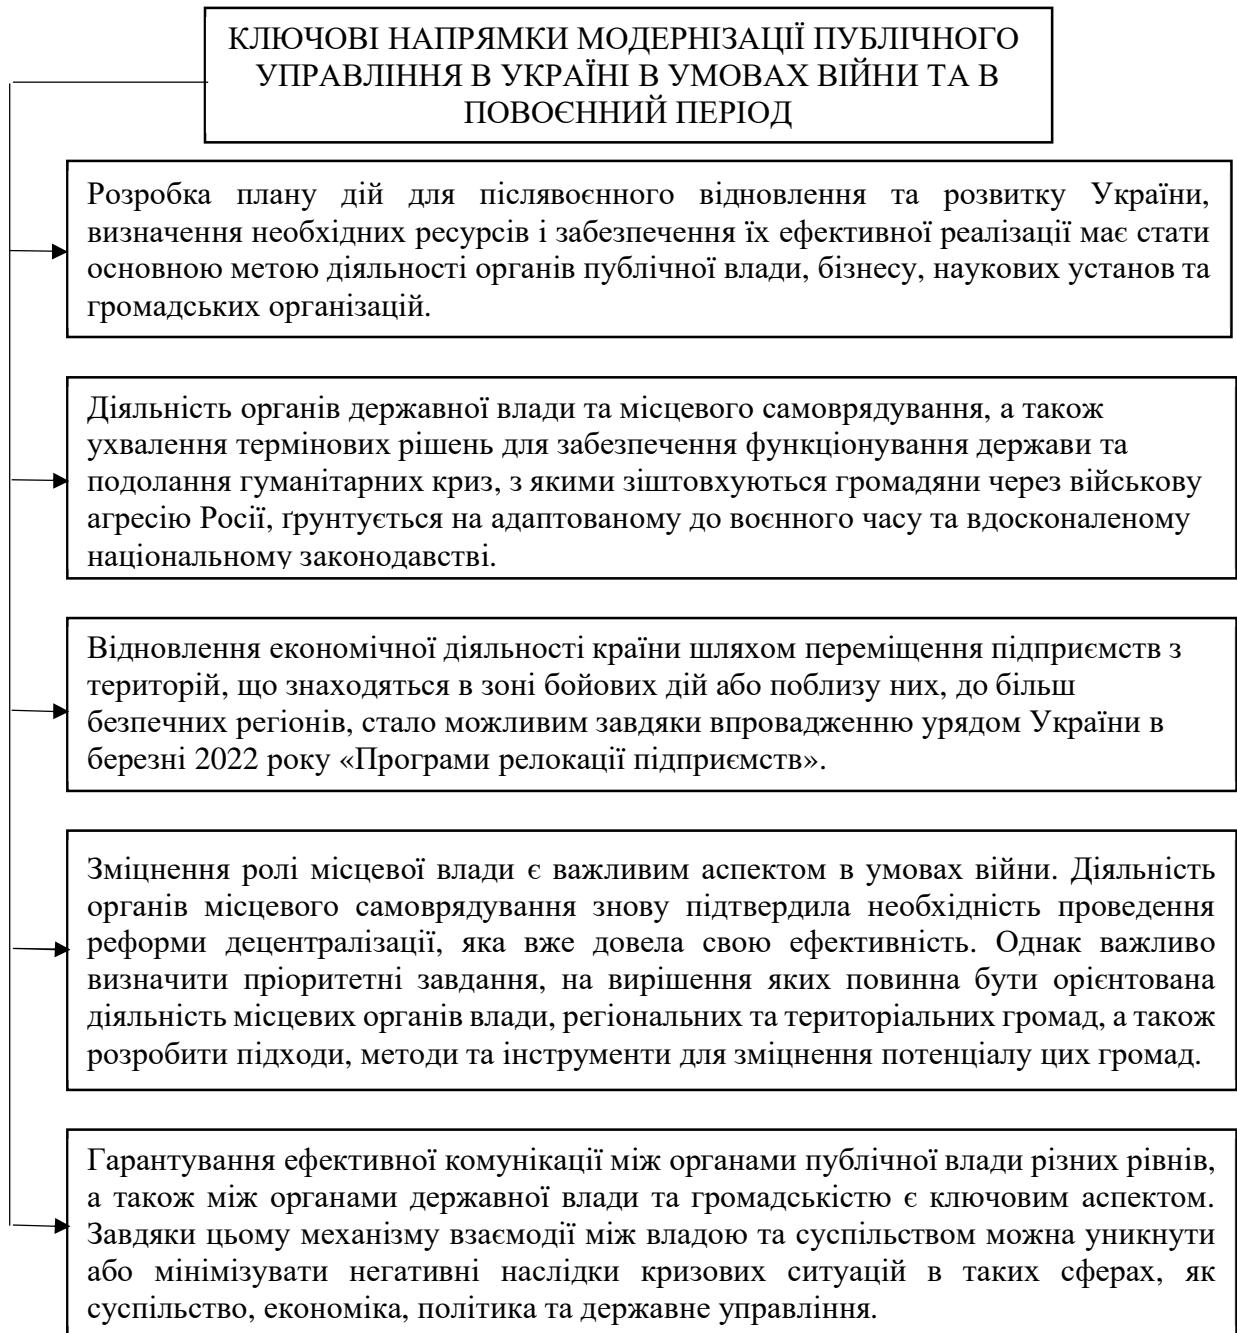 КЛЮЧОВІ НАПРЯМКИ МОДЕРНІЗАЦІЇ ПУБЛІЧНОГО
УПРАВЛІННЯ В УКРАЇНІ В УМОВАХ ВІЙНИ ТА В
ПОВОЄННИЙ ПЕРІОД
Розробка плану дій для післявоєнного відновлення та розвитку України,
визначення необхідних ресурсів і забезпечення їх ефективної реалізації має стати
основною метою діяльності органів публічної влади, бізнесу, наукових установ та
громадських організацій.
Діяльність органів державної влади та місцевого самоврядування, а також
ухвалення термінових рішень для забезпечення функціонування держави та
подолання гуманітарних криз, з якими зіштовхуються громадяни через військову
агресію Росії, ґрунтується на адаптованому до воєнного часу та вдосконаленому
національному законодавстві.
Відновлення економічної діяльності країни шляхом переміщення підприємств з
територій, що знаходяться в зоні бойових дій або поблизу них, до більш
безпечних регіонів, стало можливим завдяки впровадженню урядом України в
березні 2022 року «Програми релокації підприємств».
Зміцнення ролі місцевої влади є важливим аспектом в умовах війни. Діяльність
органів місцевого самоврядування знову підтвердила необхідність проведення
реформи децентралізації, яка вже довела свою ефективність. Однак важливо
визначити пріоритетні завдання, на вирішення яких повинна бути орієнтована
діяльність місцевих органів влади, регіональних та територіальних громад, а також
розробити підходи, методи та інструменти для зміцнення потенціалу цих громад.
Гарантування ефективної комунікації між органами публічної влади різних рівнів,
а також між органами державної влади та громадськістю є ключовим аспектом.
Завдяки цьому механізму взаємодії між владою та суспільством можна уникнути
або мінімізувати негативні наслідки кризових ситуацій в таких сферах, як
суспільство, економіка, політика та державне управління.